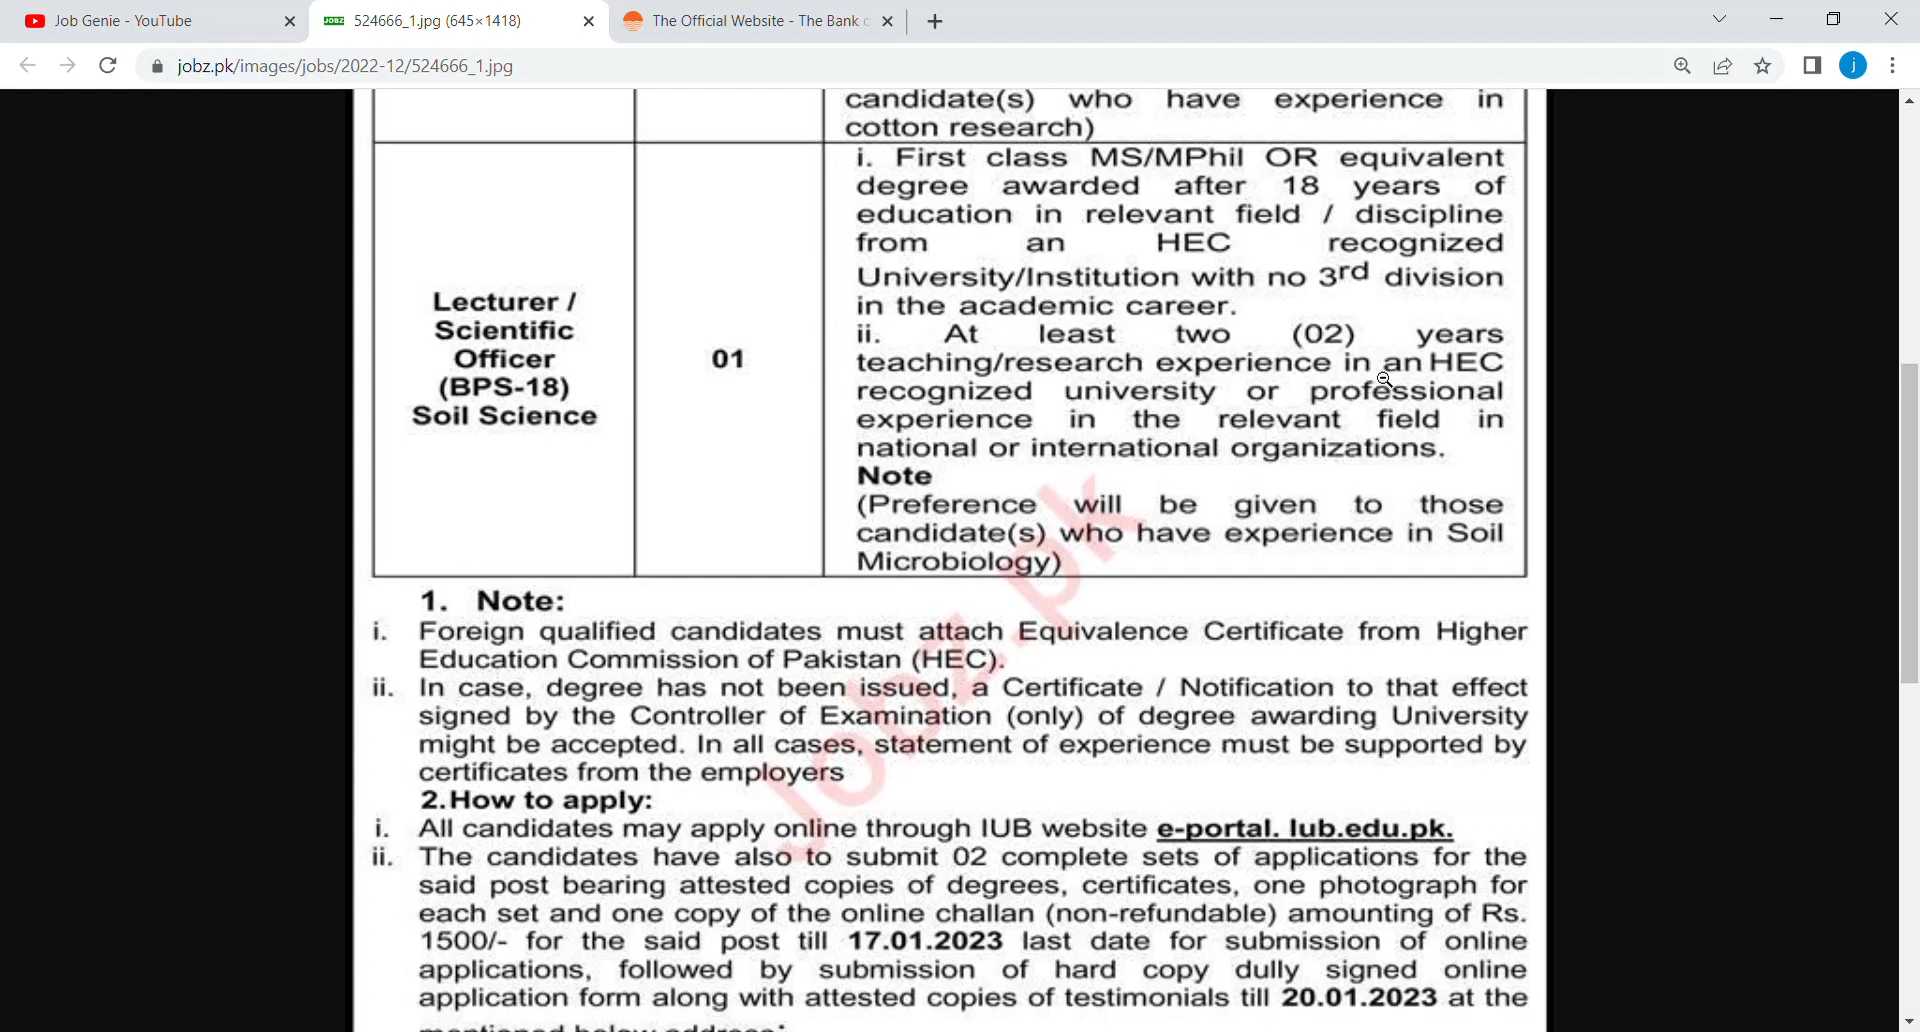 Job Genie - YouTube
JOBZ 524666_1.jpg (645×1418)
The Official Website - The Bank
jobz.pk/images/jobs/2022-12/524666_1.jpg
j
candidate(s) who have experience in
cotton research)
Lecturer /
Scientific
Officer
(BPS-18)
Soil Science
01
i. First class MS/MPhil OR equivalent
degree awarded after 18 years of
education in relevant field / discipline
from an HEC recognized
University/Institution with no 3rd division
in the academic career.
ii. At least two (02) years
teaching/research experience in an HEC
recognized university or professional
experience in the relevant field in
national or international organizations.
Note
(Preference will be given to those
candidate(s) who have experience in Soil
Microbiology)
1. Note:
i. Foreign qualified candidates must attach Equivalence Certificate from Higher
Education Commission of Pakistan (HEC).
ii. In case, degree has not been issued, a Certificate / Notification to that effect
signed by the Controller of Examination (only) of degree awarding University
might be accepted. In all cases, statement of experience must be supported by
certificates from the employers
2.How to apply:
i. All candidates may apply online through IUB website e-portal. Iub.edu.pk.
ii. The candidates have also to submit 02 complete sets of applications for the
said post bearing attested copies of degrees, certificates, one photograph for
each set and one copy of the online challan (non-refundable) amounting of Rs.
1500/- for the said post till 17.01.2023 last date for submission of online
applications, followed by submission of hard copy dully signed online
application form along with attested copies of testimonials till 20.01.2023 at the
Jobz.pk